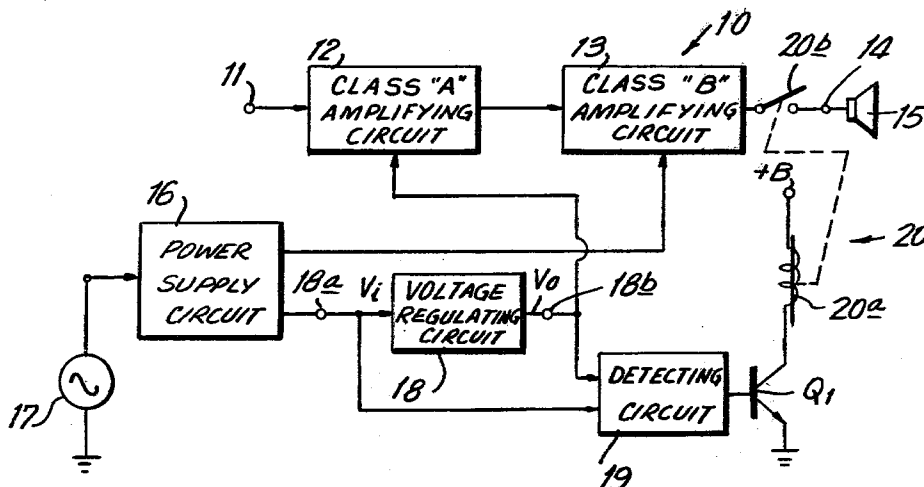 10
12
13
20b
14
11
CLASS "A"
AMPLIFYING
CIRCUIT
CLASS "B"
AMPLIFYING
CIRCUIT
15
+B
16
POWER
SUPPLY
CIRCUIT
18a
Vi
VOLTAGE
REGULATING
CIRCUIT
Vo
18b
20
20a
18
DETECTING
CIRCUIT
Q1
17
19